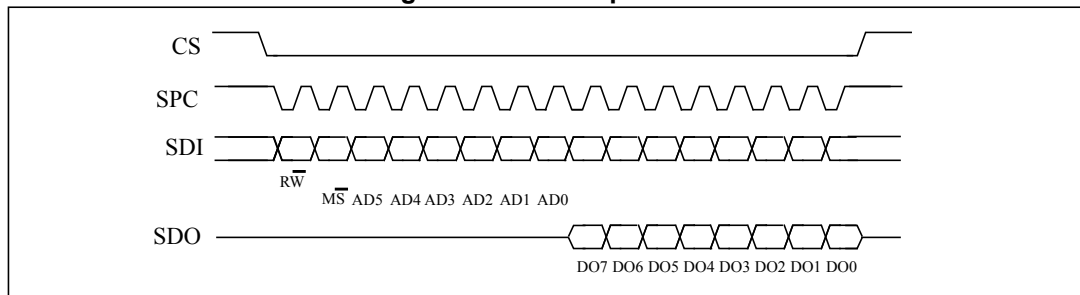 CS
SPC
SDI
RW̅
MS̅ AD5 AD4 AD3 AD2 AD1 AD0
SDO
DO7 DO6 DO5 DO4 DO3 DO2 DO1 DO0